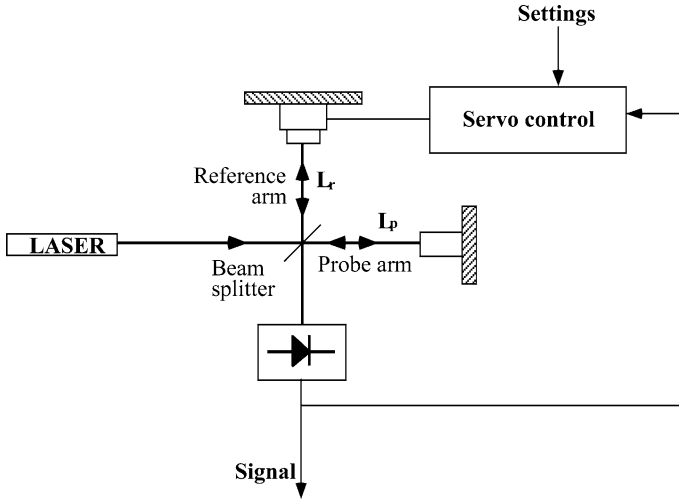 Settings
Servo control
Reference
arm
Lr
Lp
LASER
Beam
splitter
Probe arm
Signal